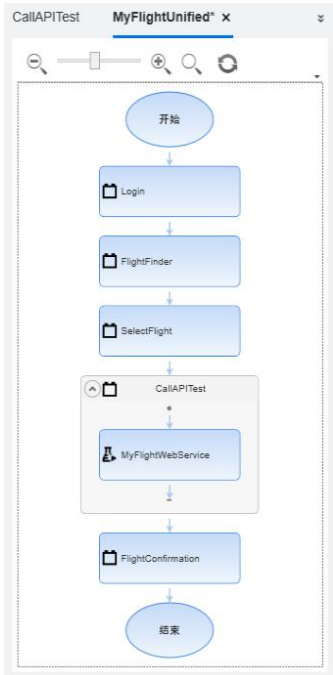 CallAPITest MyFlightUnified* ×
开始
Login
FlightFinder
SelectFlight
CallAPITest
MyFlightWebService
FlightConfirmation
结束